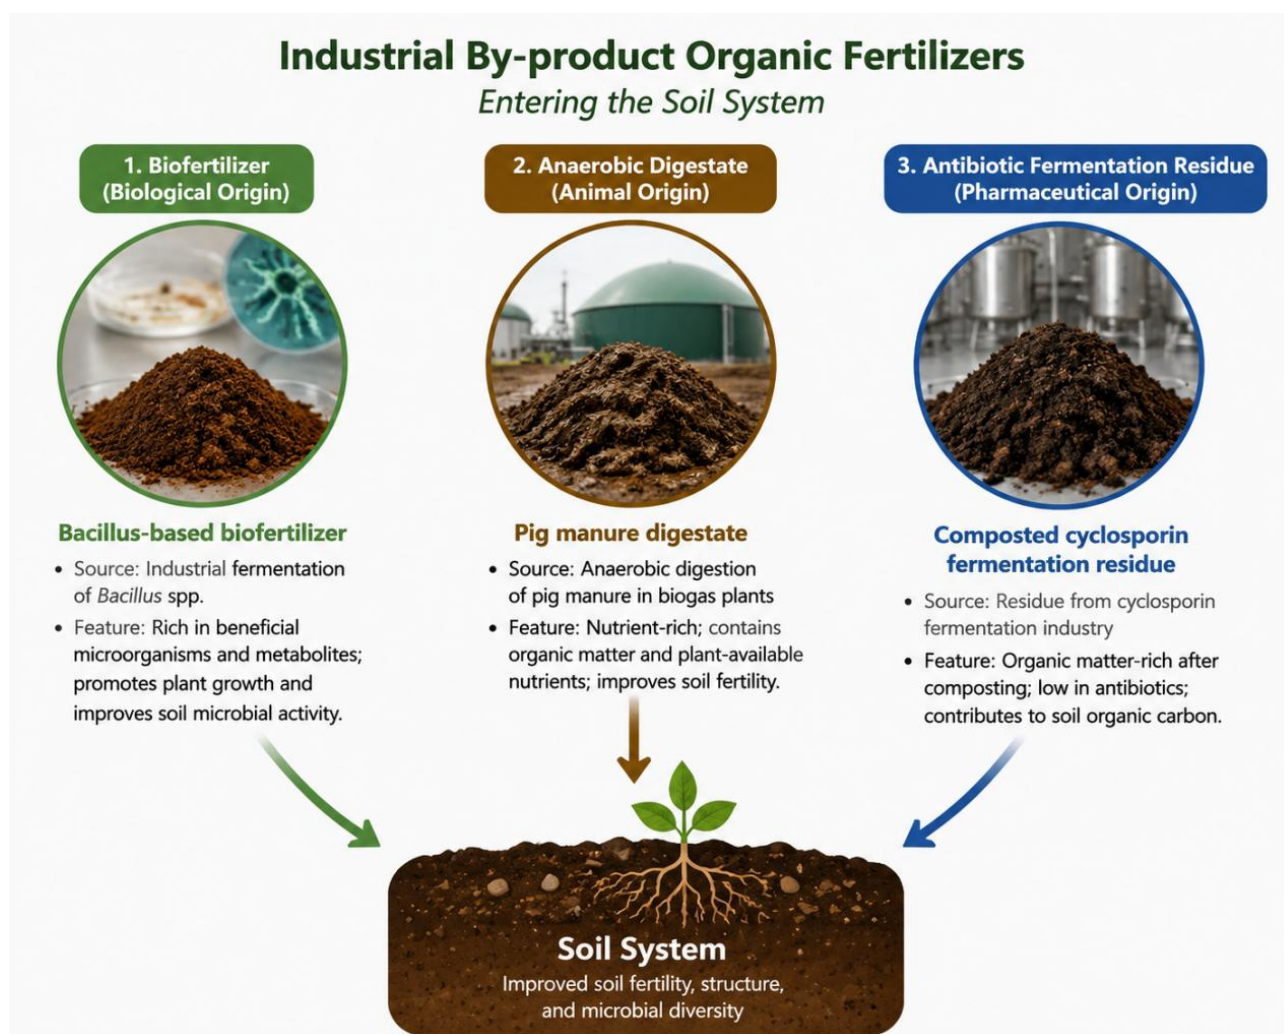 Industrial By-product Organic Fertilizers
Entering the Soil System
1. Biofertilizer
(Biological Origin)
Bacillus-based biofertilizer
• Source: Industrial fermentation
of Bacillus spp.
• Feature: Rich in beneficial
microorganisms and metabolites;
promotes plant growth and
improves soil microbial activity.
2. Anaerobic Digestate
(Animal Origin)
Pig manure digestate
• Source: Anaerobic digestion
of pig manure in biogas plants
• Feature: Nutrient-rich; contains
organic matter and plant-available
nutrients; improves soil fertility.
3. Antibiotic Fermentation Residue
(Pharmaceutical Origin)
Composted cyclosporin
fermentation residue
• Source: Residue from cyclosporin
fermentation industry
• Feature: Organic matter-rich after
composting; low in antibiotics;
contributes to soil organic carbon.
Soil System
Improved soil fertility, structure,
and microbial diversity